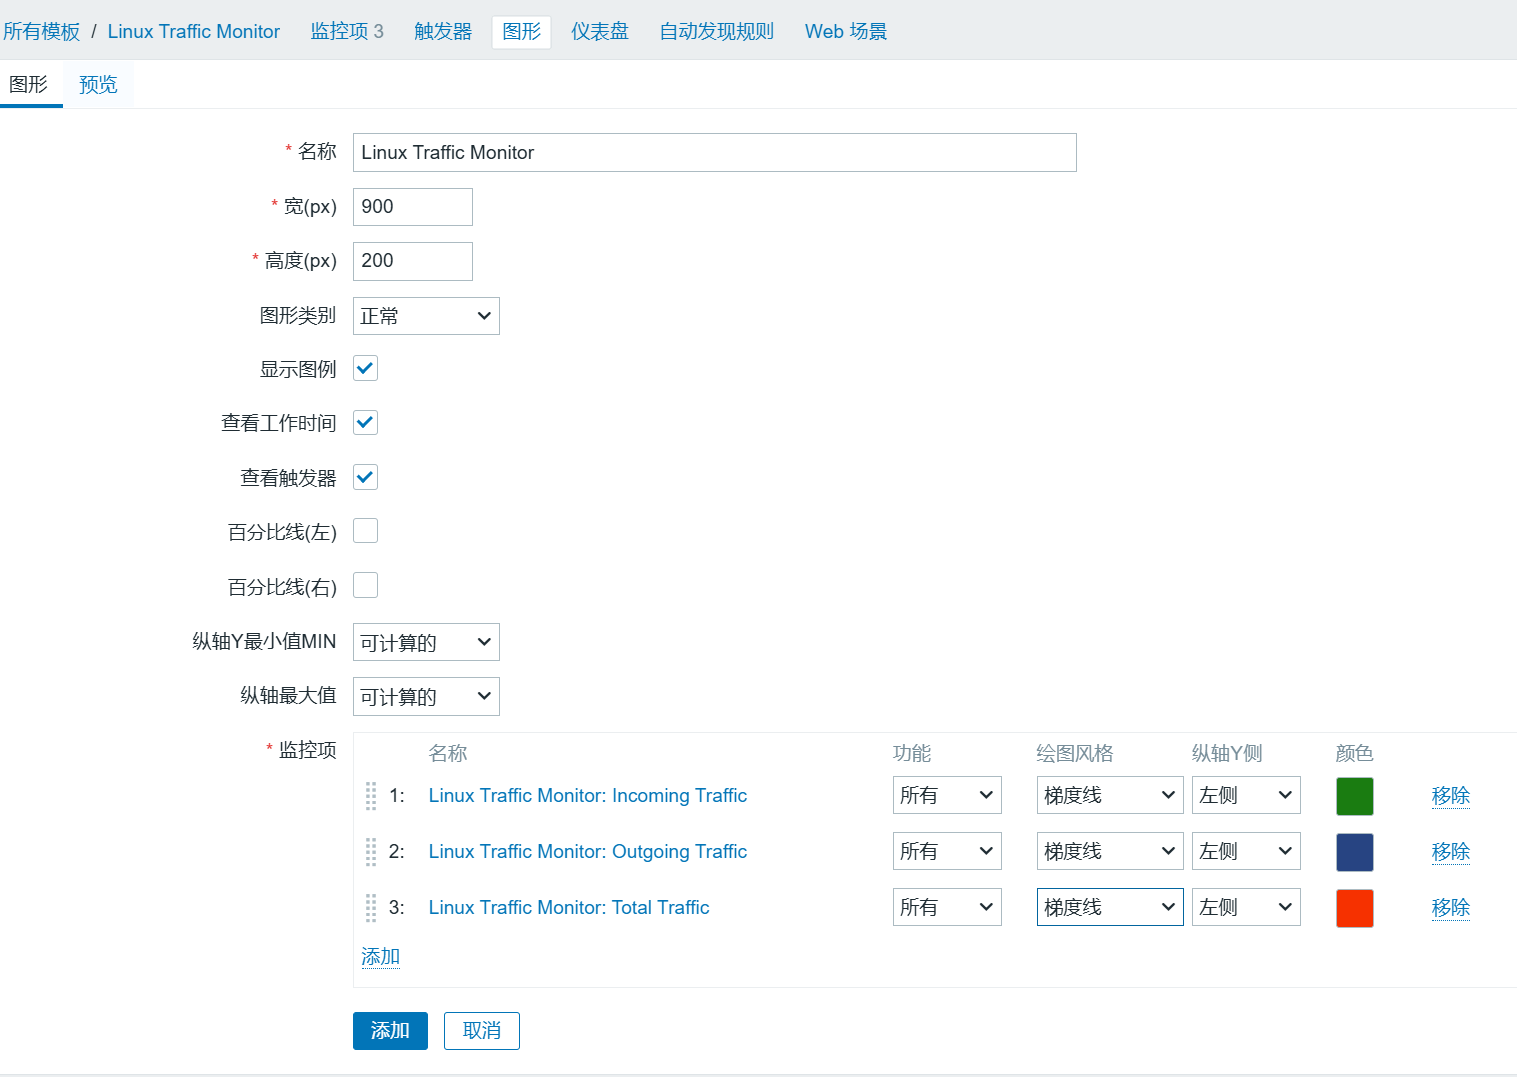 所有模板 / Linux Traffic Monitor 监控项 3 触发器 图形 仪表盘 自动发现规则 Web 场景
图形 预览
* 名称 Linux Traffic Monitor
* 宽(px) 900
* 高度(px) 200
图形类别 正常
显示图例
查看工作时间
查看触发器
百分比线(左)
百分比线(右)
纵轴Y最小值MIN 可计算的
纵轴最大值 可计算的
* 监控项 名称 功能 绘图风格 纵轴Y侧 颜色
1: Linux Traffic Monitor: Incoming Traffic 所有 梯度线 左侧 移除
2: Linux Traffic Monitor: Outgoing Traffic 所有 梯度线 左侧 移除
3: Linux Traffic Monitor: Total Traffic 所有 梯度线 左侧 移除
添加
添加 取消